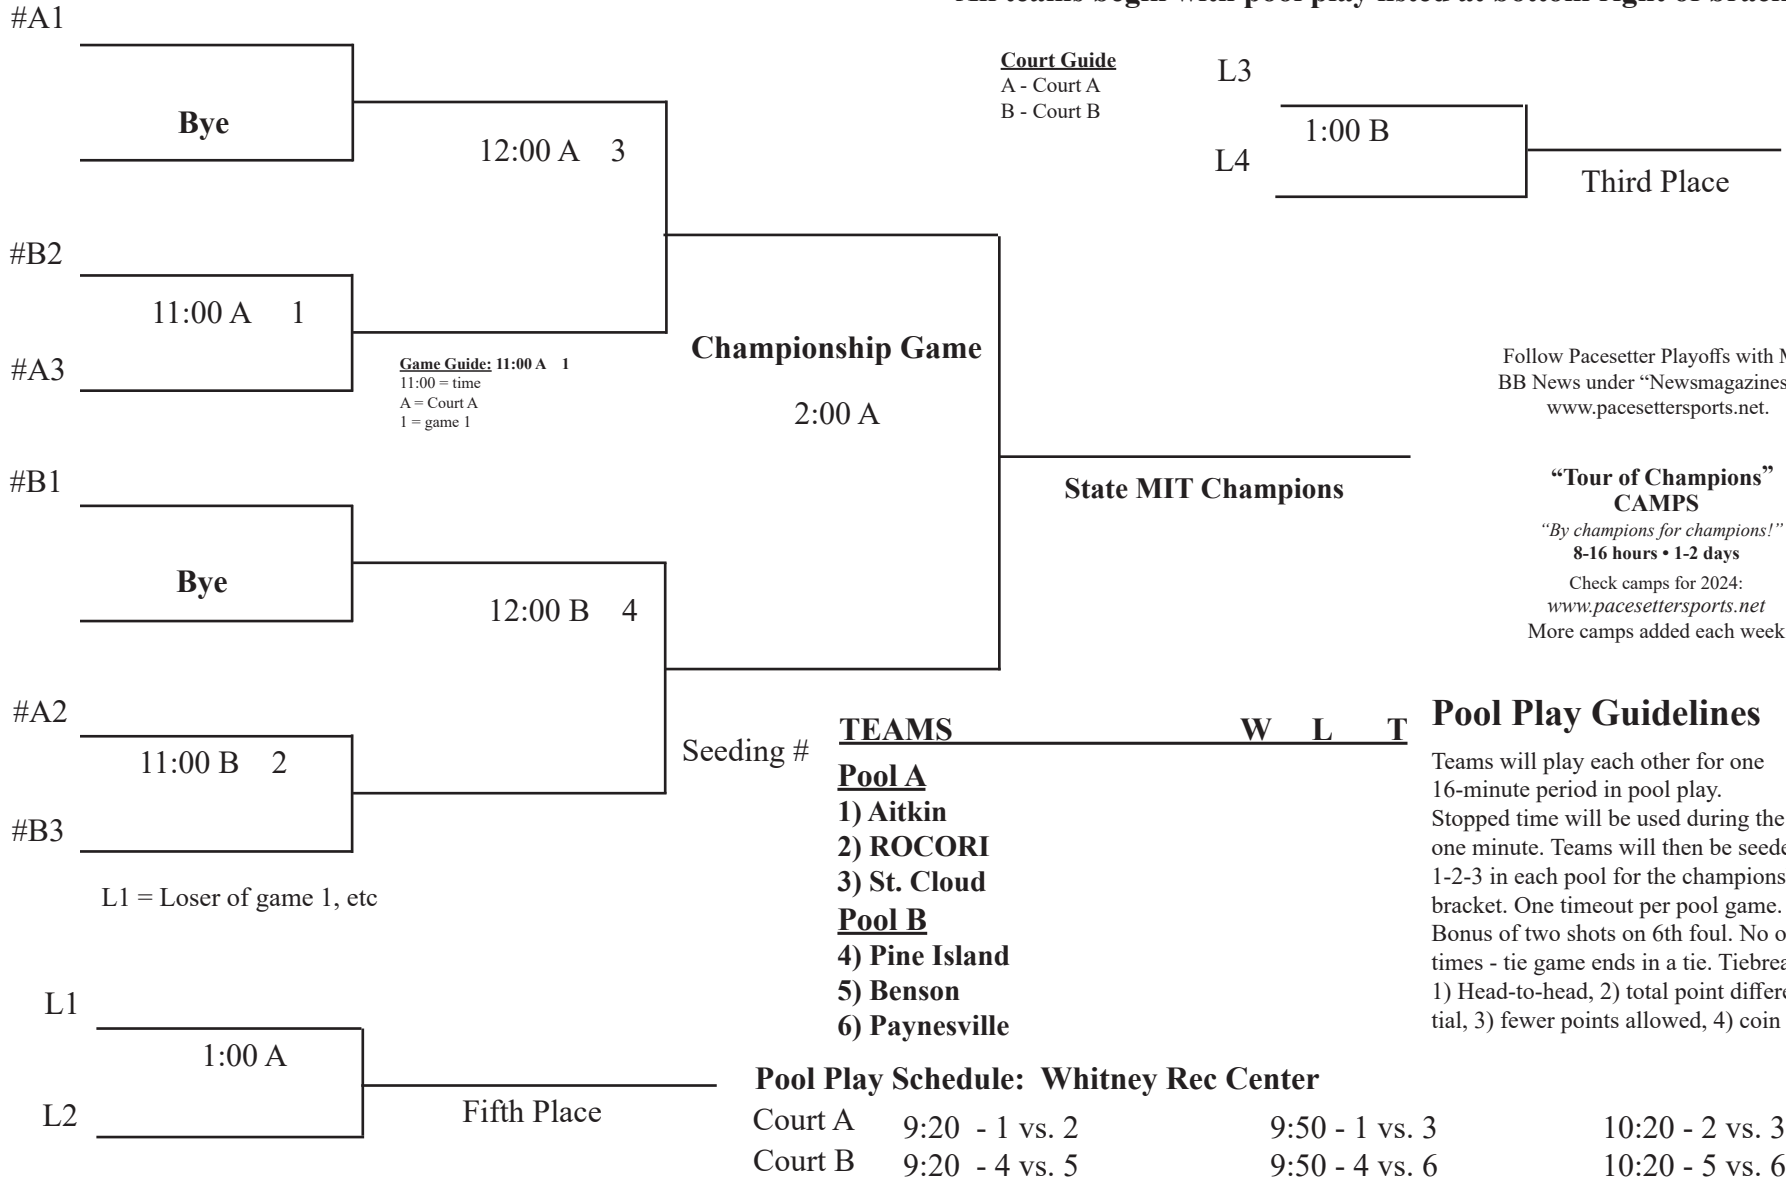 #A1
Bye
12:00 A 3
#B2
11:00 A 1
#A3
Game Guide: 11:00 A 1
11:00 = time
A = Court A
1 = game 1
Championship Game
2:00 A
State MIT Champions
#B1
Bye
12:00 B 4
#A2
11:00 B 2
#B3
L1 = Loser of game 1, etc
L1
1:00 A
L2
Fifth Place
All teams begin with pool play listed at bottom right of
Court Guide
A - Court A
B - Court B
L3
1:00 B
L4
Third Place
Follow Pacesetter Playoffs with
BB News under “Newsmagazines
www.pacesettersports.net.
“Tour of Champions”
CAMPS
“By champions for champions!”
8-16 hours • 1-2 days
Check camps for 2024:
www.pacesettersports.net
More camps added each week
Seeding #
TEAMS W L T
Pool A
1) Aitkin
2) ROCORI
3) St. Cloud
Pool B
4) Pine Island
5) Benson
6) Paynesville
Pool Play Guidelines
Teams will play each other for one
16-minute period in pool play.
Stopped time will be used during the
one minute. Teams will then be seede
1-2-3 in each pool for the champions
bracket. One timeout per pool game.
Bonus of two shots on 6th foul. No o
times - tie game ends in a tie. Tiebrea
1) Head-to-head, 2) total point differe
tial, 3) fewer points allowed, 4) coin
Pool Play Schedule: Whitney Rec Center
Court A 9:20 - 1 vs. 2 9:50 - 1 vs. 3 10:20 - 2 vs. 3
Court B 9:20 - 4 vs. 5 9:50 - 4 vs. 6 10:20 - 5 vs. 6